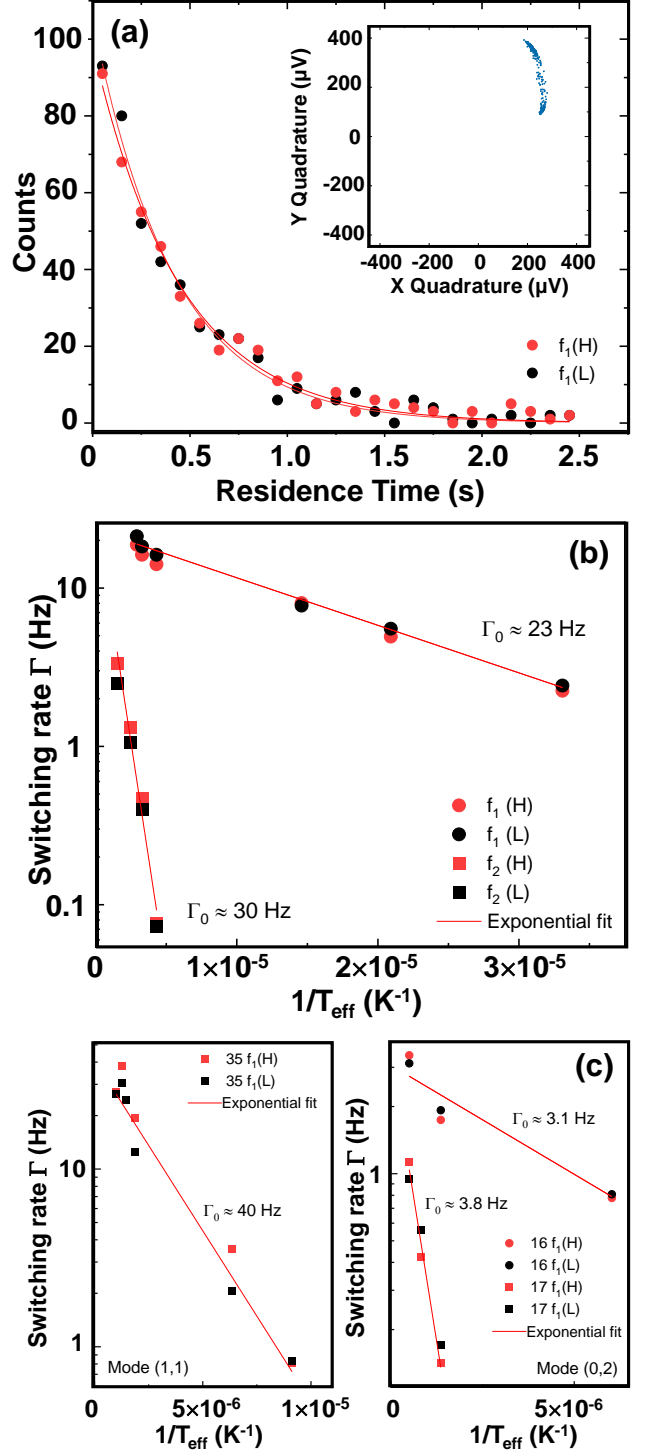 (a)
100
80
60
40
20
0
Counts
0
0.5
1.0
1.5
2.0
2.5
Residence Time (s)
400
200
0
-200
-400
Y Quadrature (µV)
-400 -200 0 200 400
X Quadrature (µV)
f₁(H)
f₁(L)
(b)
10
1
0.1
Switching rate Γ (Hz)
Γ₀ ≈ 23 Hz
Γ₀ ≈ 30 Hz
f₁ (H)
f₁ (L)
f₂ (H)
f₂ (L)
Exponential fit
0 1×10⁻⁵ 2×10⁻⁵ 3×10⁻⁵
1/T_eff (K⁻¹)
35 f₁(H)
35 f₁(L)
Exponential fit
10
1
Switching rate Γ (Hz)
Γ₀ ≈ 40 Hz
Mode (1,1)
0 5×10⁻⁶ 1×10⁻⁵
1/T_eff (K⁻¹)
(c)
1
Switching rate Γ (Hz)
Γ₀ ≈ 3.1 Hz
Γ₀ ≈ 3.8 Hz
16 f₁(H)
16 f₁(L)
17 f₁(H)
17 f₁(L)
Exponential fit
Mode (0,2)
0 5×10⁻⁶
1/T_eff (K⁻¹)